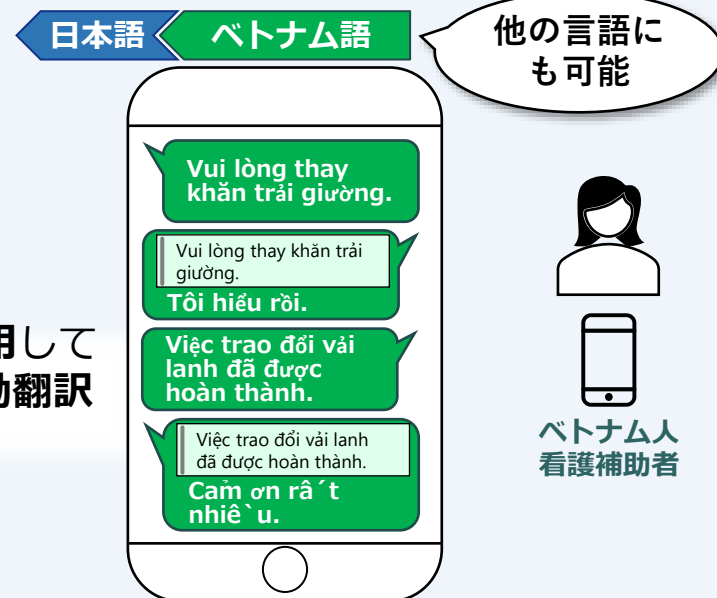 日本語
ベトナム語
他の言語に
も可能
Vui lòng thay
khăn trải giường.
Vui lòng thay khăn trải
giường.
Tôi hiểu rồi.
用して
動翻訳
Việc trao đổi vải
lanh đã được
hoàn thành.
Việc trao đổi vải lanh
đã được hoàn thành.
Cảm ơn râ´t
nhiê`u.
ベトナム人
看護補助者